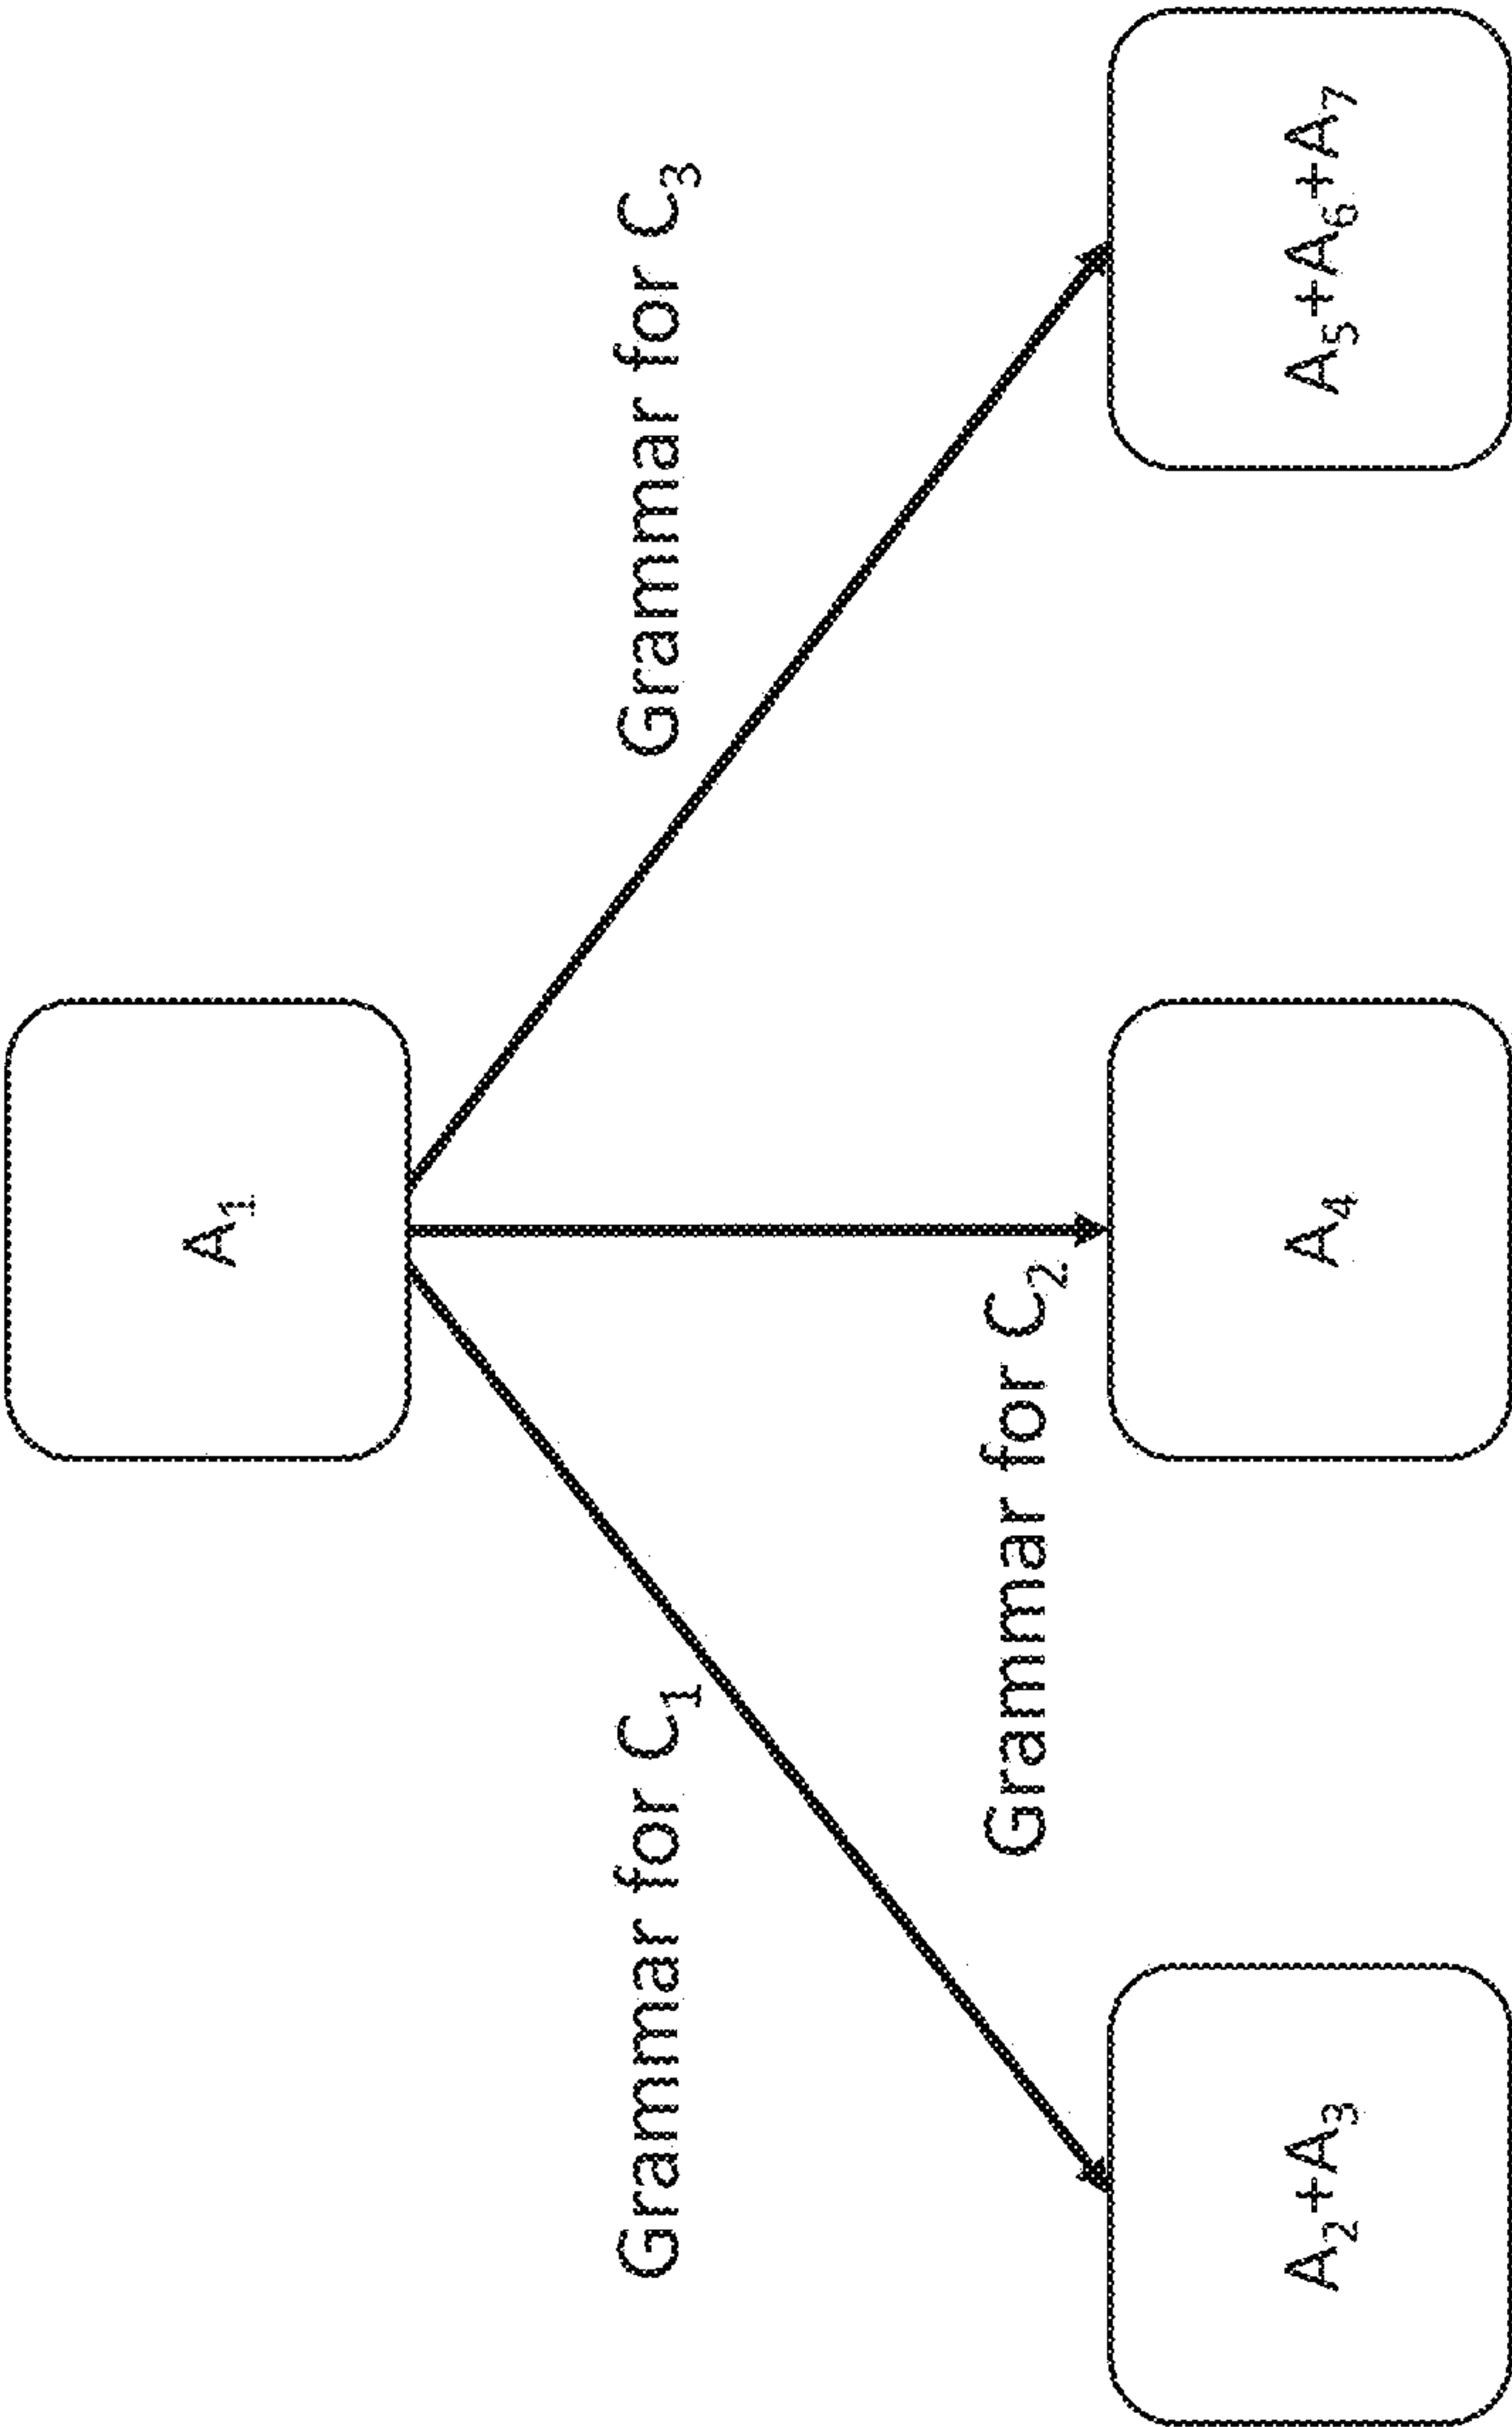 A₁
Grammar for C₁
Grammar for C₃
Grammar for C₂
A₂+A₃
A₄
A₅+A₆+A₇